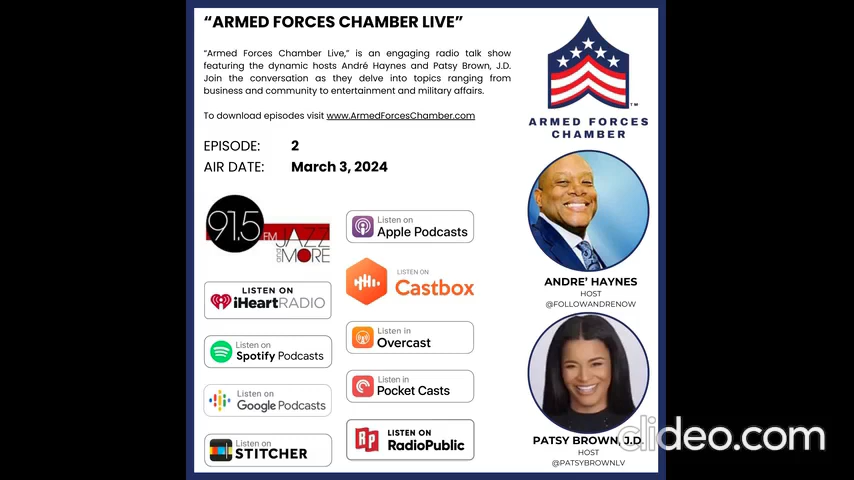 “ARMED FORCES CHAMBER LIVE”
“Armed Forces Chamber Live,” is an engaging radio talk show
featuring the dynamic hosts André Haynes and Patsy Brown, J.D.
Join the conversation as they delve into topics ranging from
business and community to entertainment and military affairs.
To download episodes visit www.ArmedForcesChamber.com
EPISODE: 2
AIR DATE: March 3, 2024
91.5 FM
JAZZ
and MORE
LISTEN ON
iHeartRADIO
Listen on
Spotify Podcasts
Listen on
Google Podcasts
Listen on
STITCHER
Listen on
Apple Podcasts
LISTEN ON
Castbox
Listen in
Overcast
Listen in
Pocket Casts
RP
LISTEN ON
RadioPublic
TM
ARMED FORCES
CHAMBER
ANDRE’ HAYNES
HOST
@FOLLOWANDRENOW
PATSY BROWN, J.D.
HOST
@PATSYBROWNLV
clideo.com